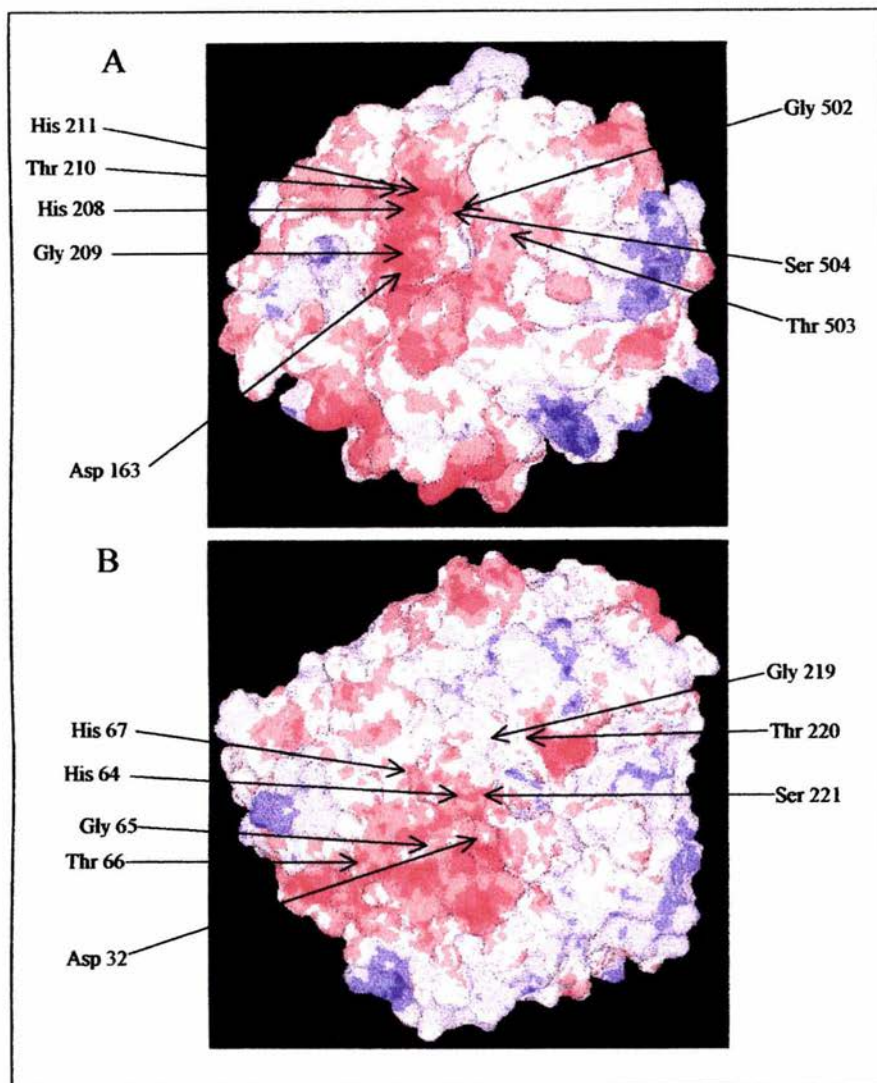 A
His 211
Thr 210
His 208
Gly 209
Asp 163
Gly 502
Ser 504
Thr 503
B
His 67
His 64
Gly 65
Thr 66
Asp 32
Gly 219
Thr 220
Ser 221